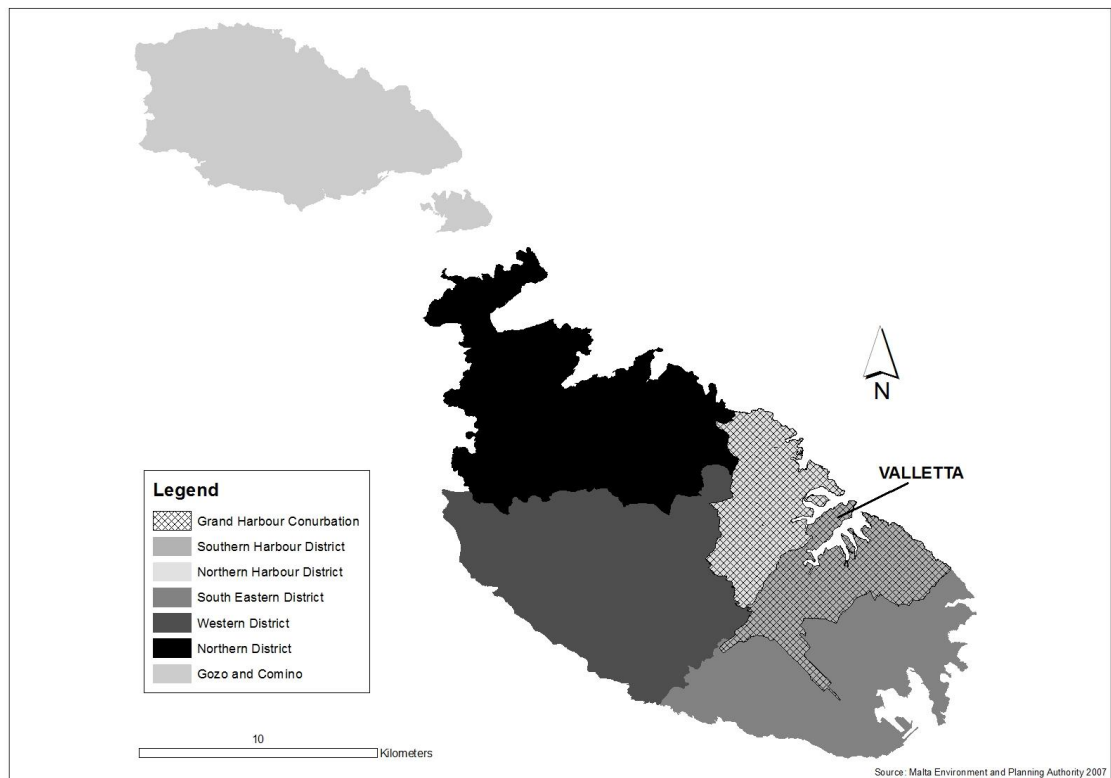 N
VALLETTA
Legend
Grand Harbour Conurbation
Southern Harbour District
Northern Harbour District
South Eastern District
Western District
Northern District
Gozo and Comino
10
Kilometers
Source: Malta Environment and Planning Authority 2007